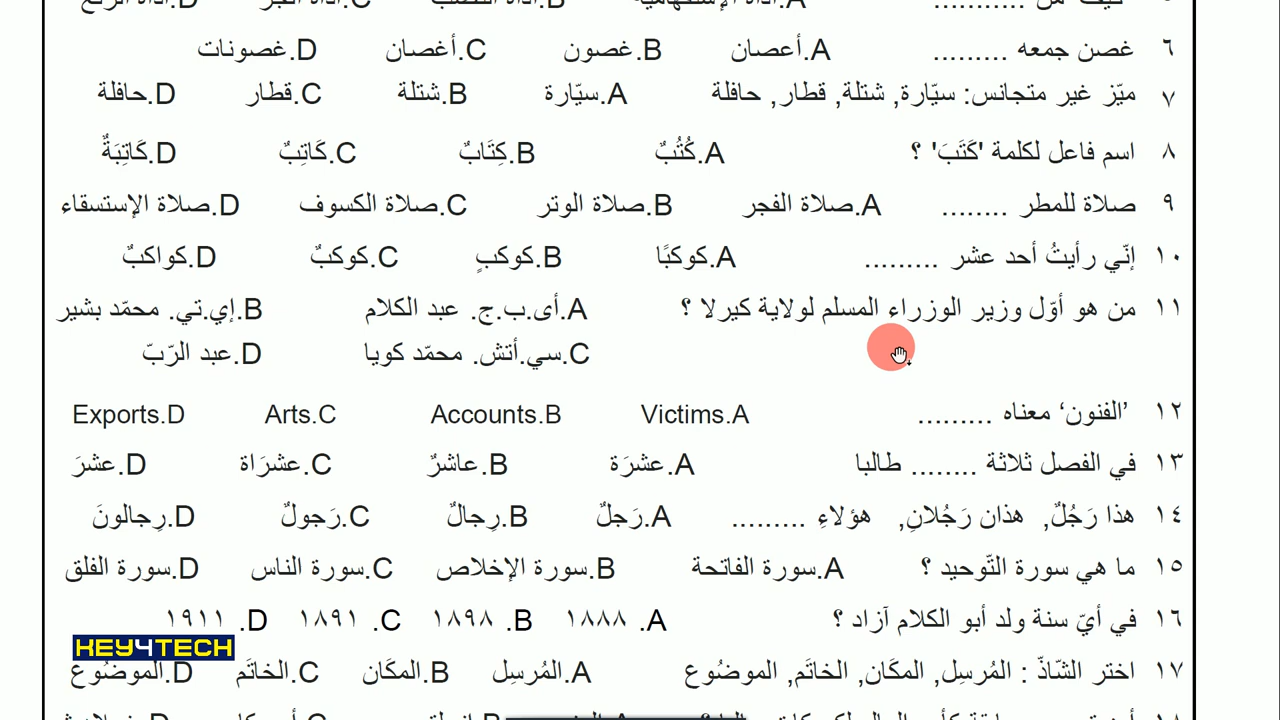 ٦ غصن جمعه ......... A.أعصان B.غصون C.أغصان D.غصونات
٧ ميّز غير متجانس: سيّارة, شتلة, قطار, حافلة A.سيّارة B.شتلة C.قطار D.حافلة
٨ اسم فاعل لكلمة 'كَتَبَ' ؟ A.كُتُبٌ B.كِتَابٌ C.كَاتِبٌ D.كَاتِبَةٌ
٩ صلاة للمطر ........ A.صلاة الفجر B.صلاة الوتر C.صلاة الكسوف D.صلاة الإستسقاء
١٠ إنّي رأيتُ أحد عشر ......... A.كوكبًا B.كوكبٍ C.كوكبٌ D.كواكبٌ
١١ من هو أوّل وزير الوزراء المسلم لولاية كيرلا ؟ A.أى.ب.ج. عبد الكلام B.إي.تي. محمّد بشير
C.سي.أتش. محمّد كويا D.عبد الرّبّ
١٢ ’الفنون‘ معناه ......... Victims.A Accounts.B Arts.C Exports.D
١٣ في الفصل ثلاثة ........ طالبا A.عشرَة B.عاشرٌ C.عشرَاة D.عشرَ
١٤ هذا رَجُلٌ, هذان رَجُلانِ, هؤلاءِ ......... A.رَجلٌ B.رِجالٌ C.رَجولٌ D.رِجالونَ
١٥ ما هي سورة التّوحيد ؟ A.سورة الفاتحة B.سورة الإخلاص C.سورة الناس D.سورة الفلق
١٦ في أيّ سنة ولد أبو الكلام آزاد ؟ A. ١٨٨٨ B. ١٨٩٨ C. ١٨٩١ D. ١٩١١
KEY4TECH
١٧ اختر الشّاذّ : المُرسِل, المكَان, الخاتَم, الموضُوع A.المُرسِل B.المكَان C.الخاتَم D.الموضُوع